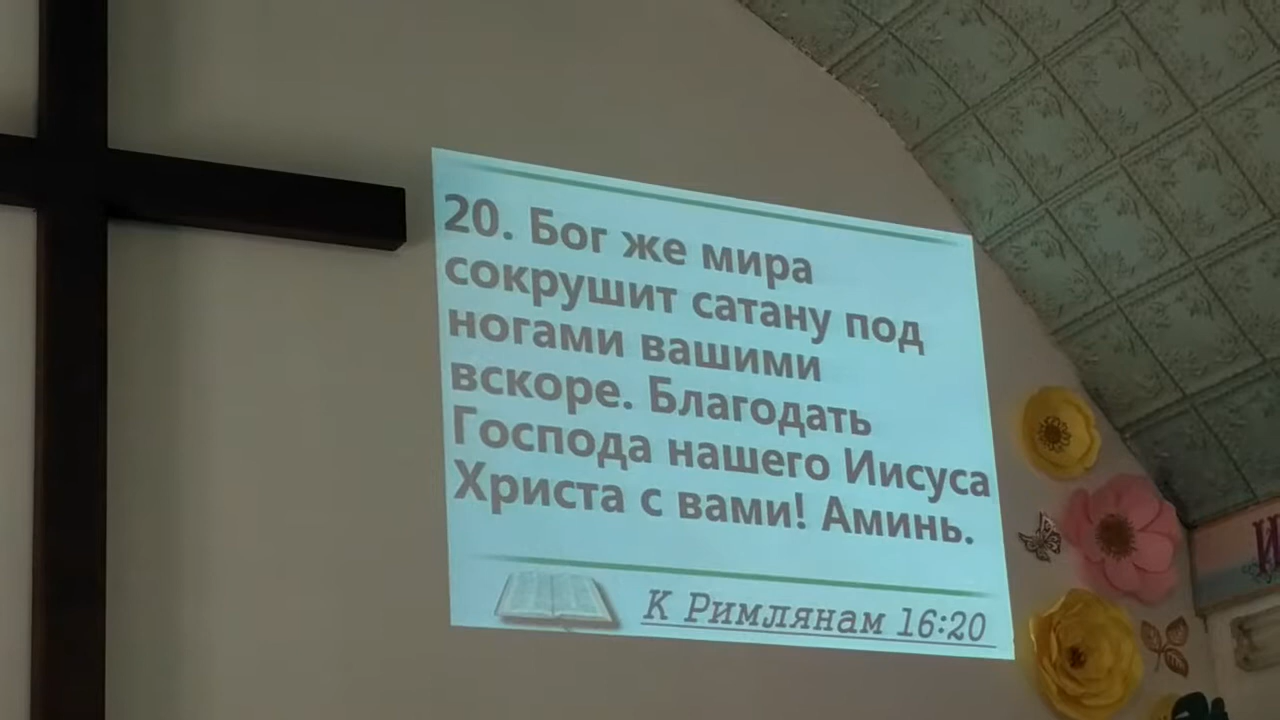 20. Бог же мира
сокрушит сатану под
ногами вашими
вскоре. Благодать
Господа нашего Иисуса
Христа с вами! Аминь.
К Римлянам 16:20